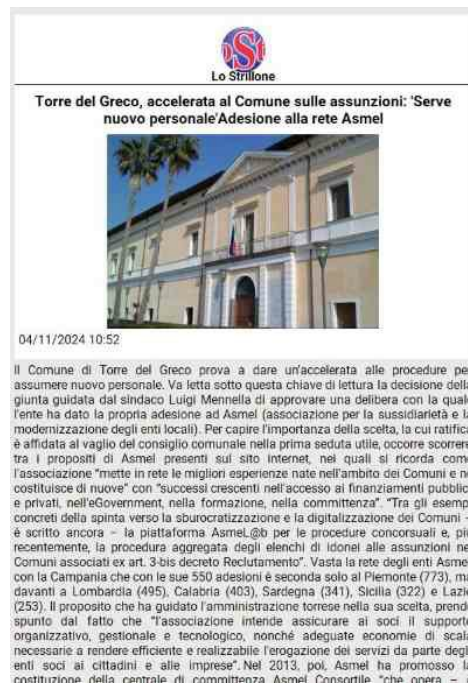 Lo Strillone
Torre del Greco, accelerata al Comune sulle assunzioni: 'Serve
nuovo personale'Adesione alla rete Asmel
04/11/2024 10:52
Il Comune di Torre del Greco prova a dare un'accelerata alle procedure pe
assumere nuovo personale. Va letta sotto questa chiave di lettura la decisione dell
giunta guidata dal sindaco Luigi Mennella di approvare una delibera con la quale
l'ente ha dato la propria adesione ad Asmel (associazione per la sussidiarietà e l
modernizzazione degli enti locali). Per capire l'importanza della scelta, la cui ratifica
è affidata al vaglio del consiglio comunale nella prima seduta utile, occorre scorrere
tra i propositi di Asmel presenti sul sito internet, nei quali si ricorda come
l'associazione "mette in rete le migliori esperienze nate nell'ambito dei Comuni e ne
costituisce di nuove" con "successi crescenti nell'accesso ai finanziamenti pubblic
e privati, nell'eGovernment, nella formazione, nella committenza". "Tra gli esemp
concreti della spinta verso la sburocratizzazione e la digitalizzazione dei Comuni –
è scritto ancora – la piattaforma AsmeL@b per le procedure concorsuali e, più
recentemente, la procedura aggregata degli elenchi di idonei alle assunzioni ne
Comuni associati ex art. 3-bis decreto Reclutamento". Vasta la rete degli enti Asmel
con la Campania che con le sue 550 adesioni è seconda solo al Piemonte (773), ma
davanti a Lombardia (495), Calabria (403), Sardegna (341), Sicilia (322) e Lazio
(253). Il proposito che ha guidato l'amministrazione torrese nella sua scelta, prende
spunto dal fatto che "l'associazione intende assicurare ai soci il supporto
organizzativo, gestionale e tecnologico, nonché adeguate economie di scala
necessarie a rendere efficiente e realizzabile l'erogazione dei servizi da parte degl
enti soci ai cittadini e alle imprese". Nel 2013, poi, Asmel ha promosso la
costituzione della centrale di committenza Asmel Consortile, "che opera –